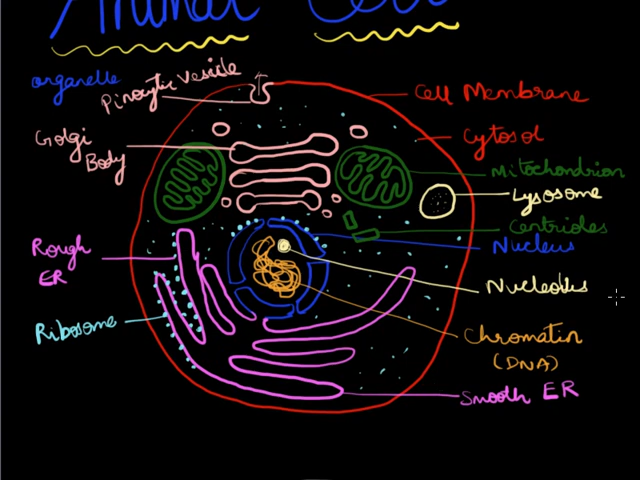 Animal Cell
organelle
Pinocytic Vesicle
Cell Membrane
Golgi
Body
Cytosol
Mitochondrion
Lysosome
Centrioles
Nucleus
Rough
ER
Nucleolus
Ribosome
Chromatin
(DNA)
Smooth ER